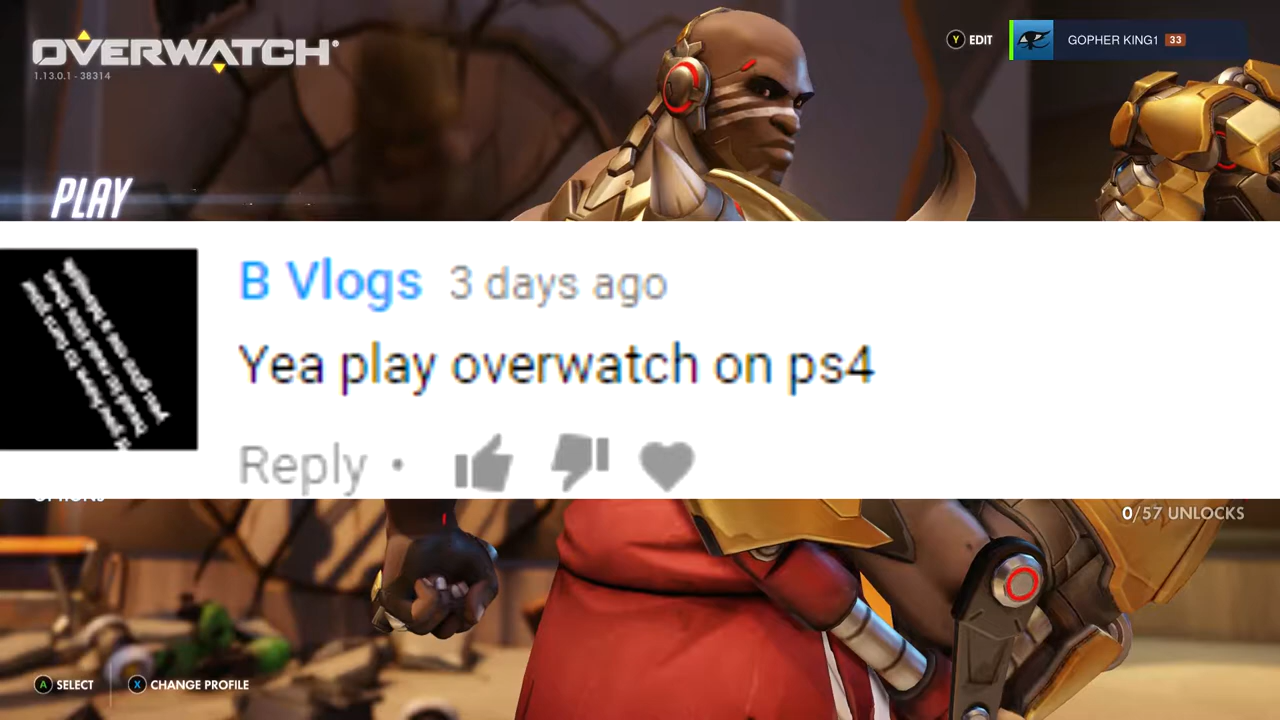 OVERWATCH
1.13.0.1 - 38314
Y EDIT
GOPHER KING1 33
PLAY
B Vlogs 3 days ago
Yea play overwatch on ps4
Reply •
0/57 UNLOCKS
A SELECT
X CHANGE PROFILE